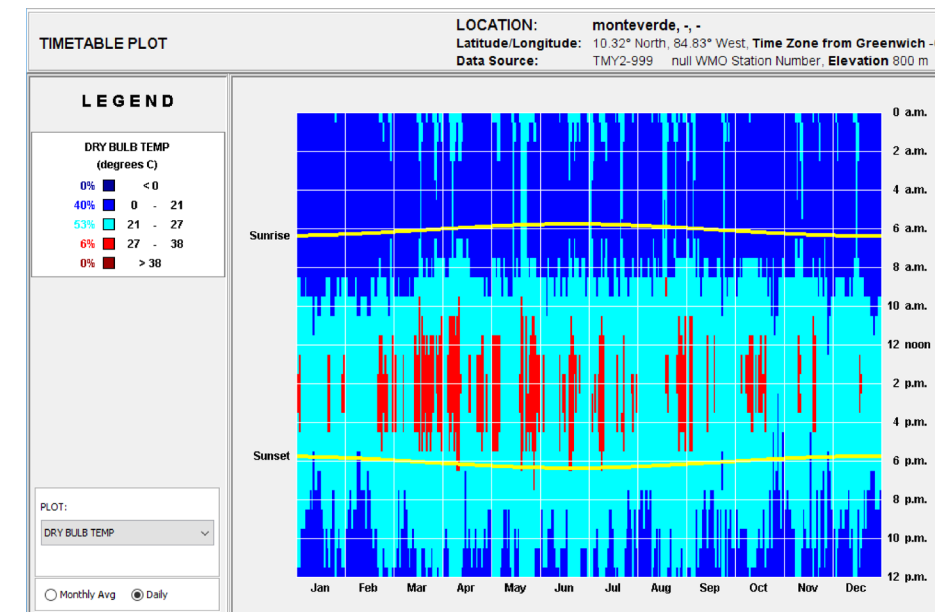 TIMETABLE PLOT
LOCATION: monteverde, -, -
Latitude/Longitude: 10.32° North, 84.83° West, Time Zone from Greenwich -
Data Source: TMY2-999 null WMO Station Number, Elevation 800 m
LEGEND
DRY BULB TEMP
(degrees C)
0% < 0
40% 0 - 21
53% 21 - 27
6% 27 - 38
0% > 38
PLOT:
DRY BULB TEMP
Monthly Avg Daily
Sunrise
Sunset
0 a.m.
2 a.m.
4 a.m.
6 a.m.
8 a.m.
10 a.m.
12 noon
2 p.m.
4 p.m.
6 p.m.
8 p.m.
10 p.m.
12 p.m.
Jan Feb Mar Apr May Jun Jul Aug Sep Oct Nov Dec